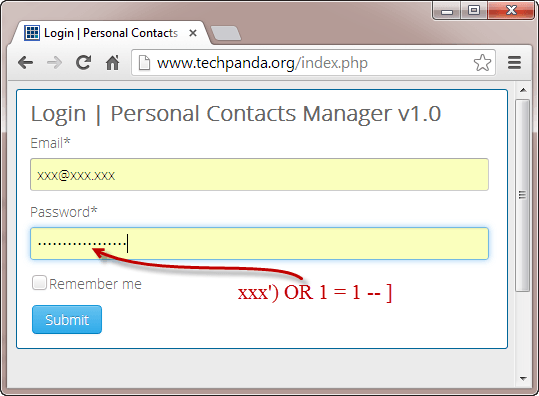 Login | Personal Contacts
www.techpanda.org/index.php
Login | Personal Contacts Manager v1.0
Email*
xxx@xxx.xxx
Password*
••••••••••••••••••
Remember me
xxx') OR 1 = 1 -- ]
Submit